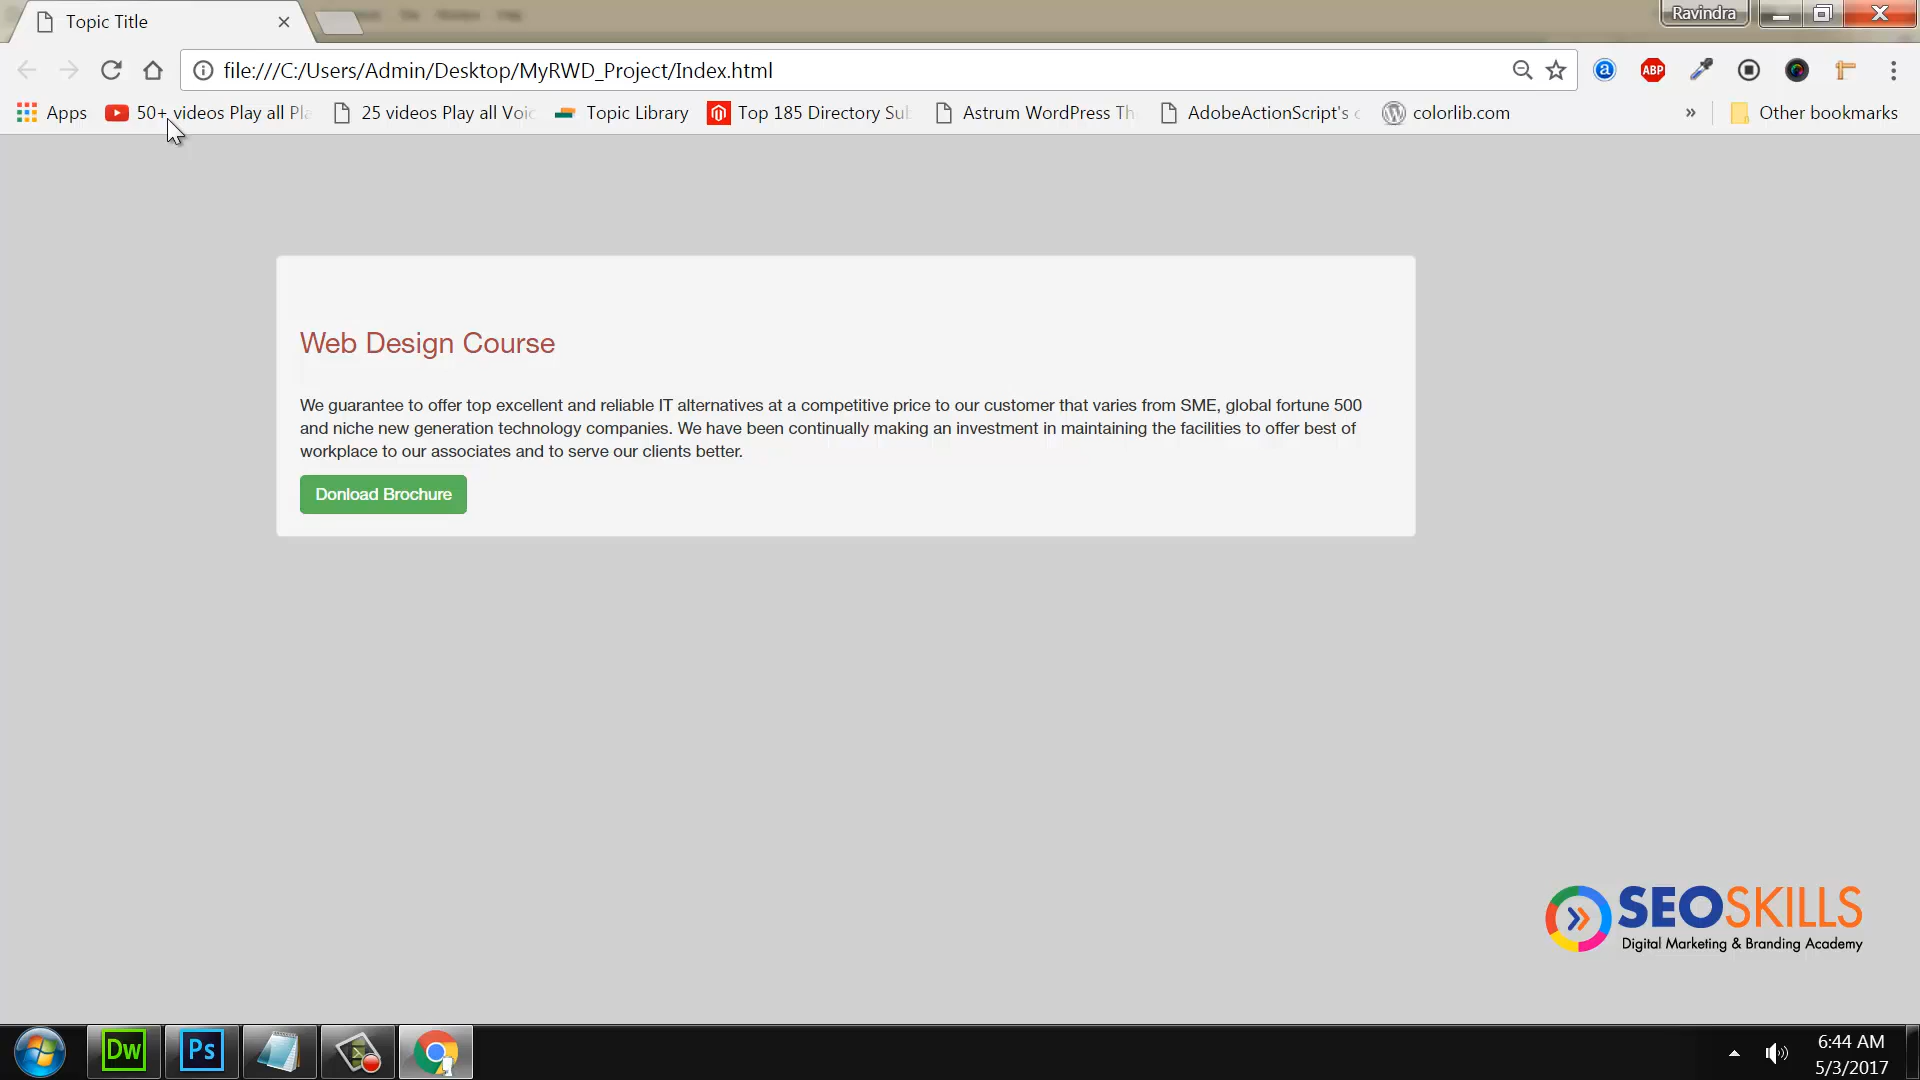 Topic Title
Ravindra
file:///C:/Users/Admin/Desktop/MyRWD_Project/Index.html
a
ABP
Apps
50+ videos Play all Pla
25 videos Play all Voic
Topic Library
Top 185 Directory Su
Astrum WordPress Th
AdobeActionScript's
colorlib.com
»
Other bookmarks
Web Design Course
We guarantee to offer top excellent and reliable IT alternatives at a competitive price to our customer that varies from SME, global fortune 500
and niche new generation technology companies. We have been continually making an investment in maintaining the facilities to offer best of
workplace to our associates and to serve our clients better.
Donload Brochure
SEOSKILLS
Digital Marketing & Branding Academy
Dw
Ps
6:44 AM
5/3/2017